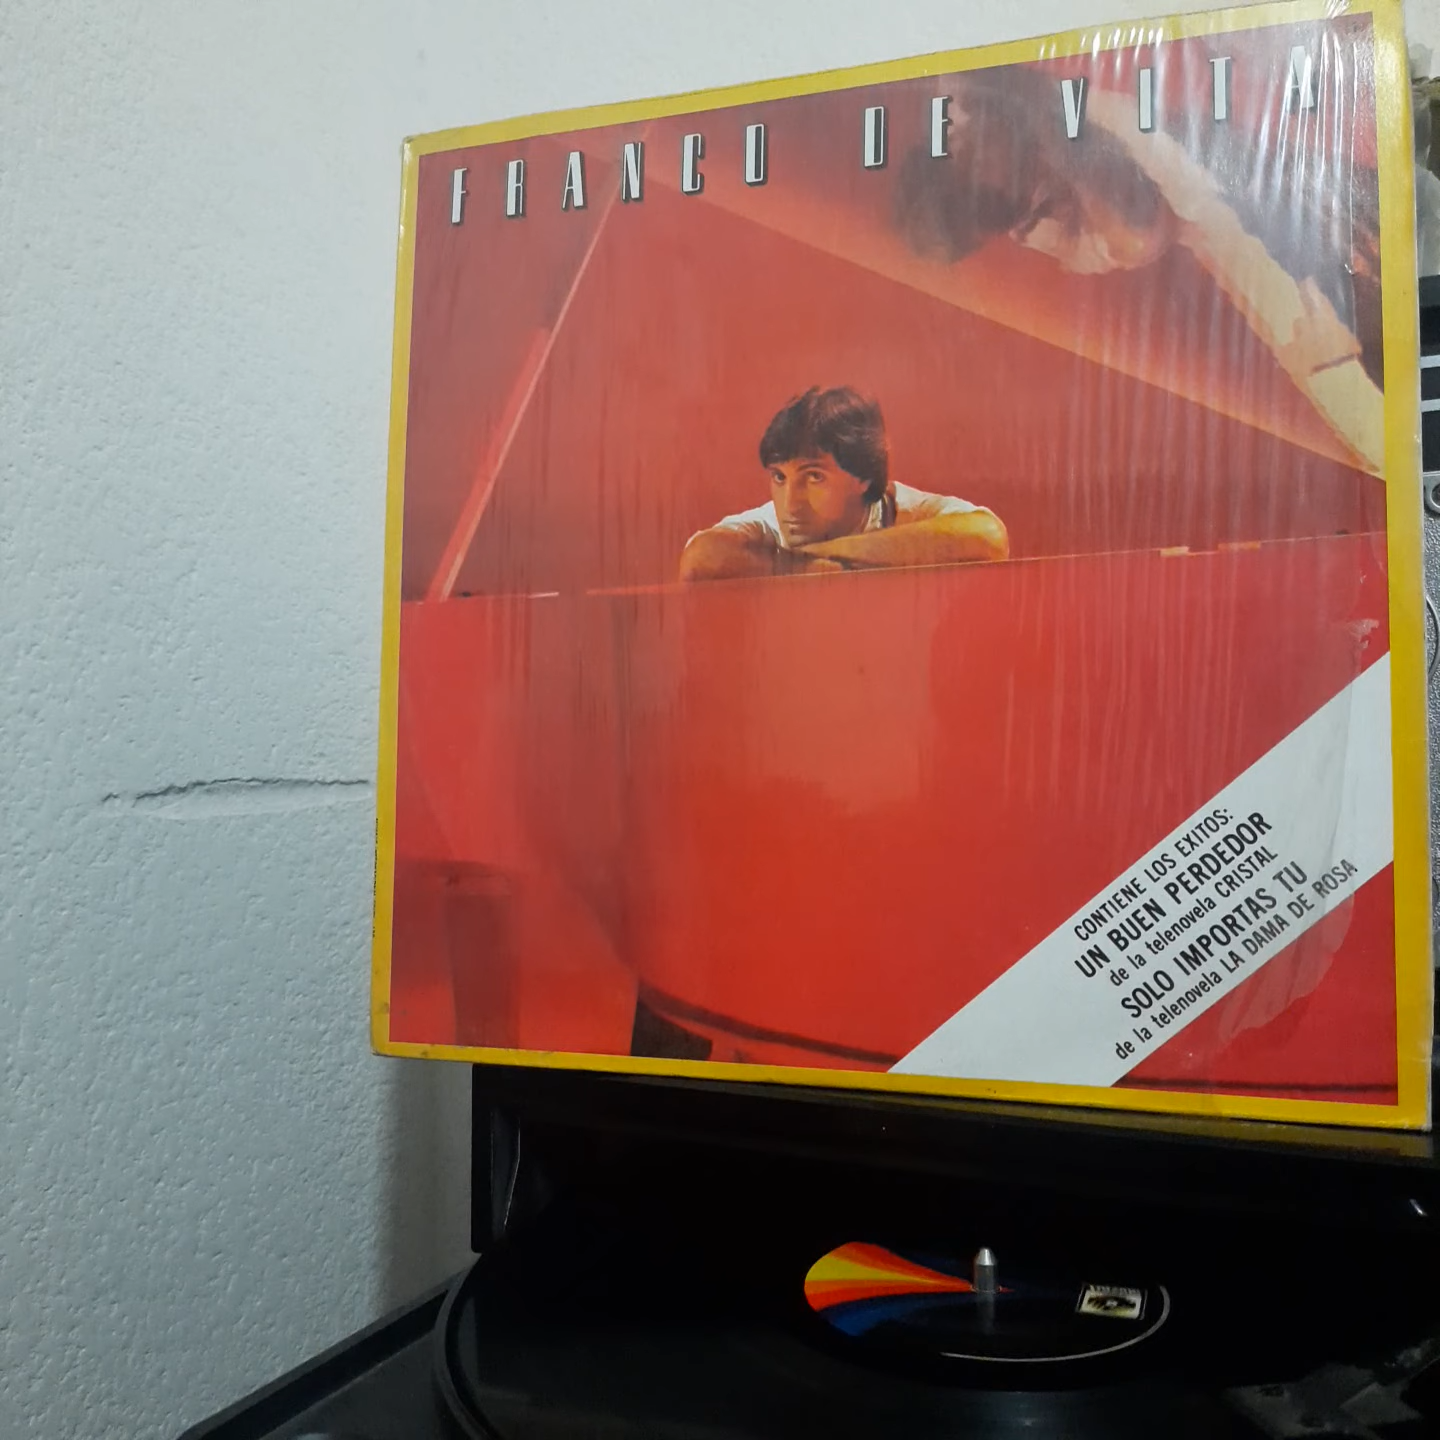 FRANCO DE VITA
CONTIENE LOS EXITOS:
UN BUEN PERDEDOR
de la telenovela CRISTAL
SOLO IMPORTAS TU
de la telenovela LA DAMA DE ROSA